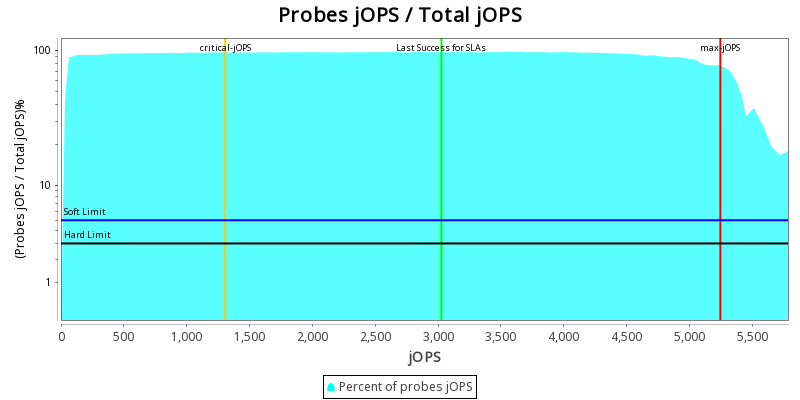 Probes jOPS / Total jOPS
(Probes jOPS / Total jOPS)%
100
10
1
critical-jOPS
Last Success for SLAs
max-jOPS
Soft Limit
Hard Limit
0 500 1,000 1,500 2,000 2,500 3,000 3,500 4,000 4,500 5,000 5,500
jOPS
Percent of probes jOPS